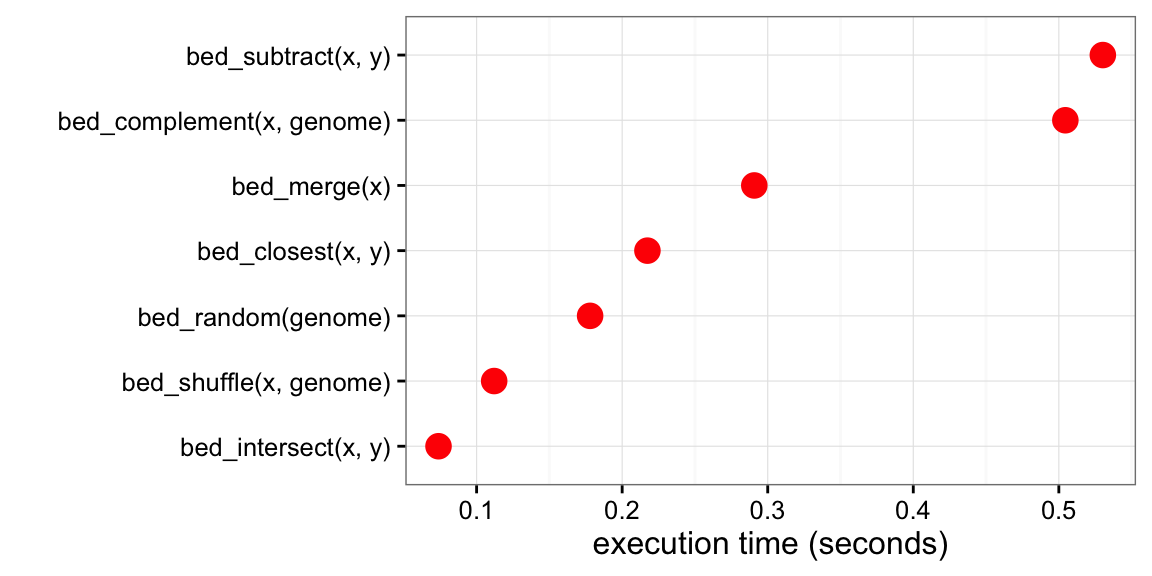 bed_subtract(x, y)
bed_complement(x, genome)
bed_merge(x)
bed_closest(x, y)
bed_random(genome)
bed_shuffle(x, genome)
bed_intersect(x, y)
0.1 0.2 0.3 0.4 0.5
execution time (seconds)